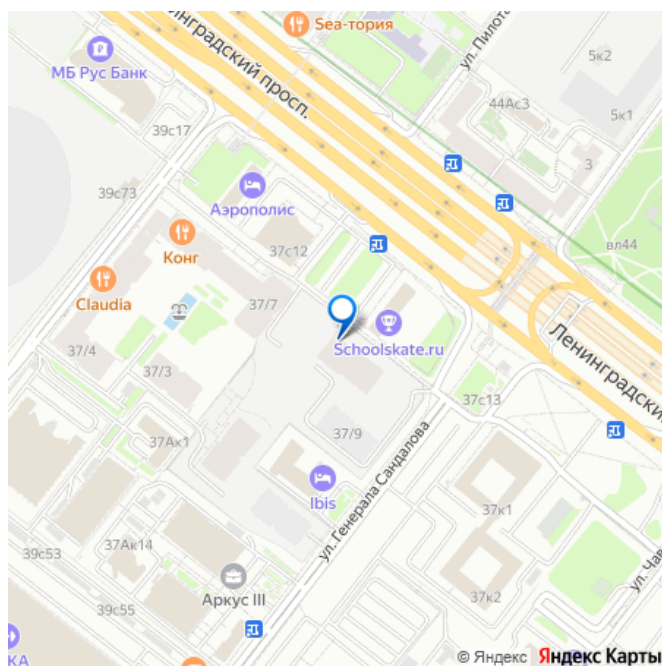 Sea-тория
МБ Рус Банк
Ленинградский просп.
ул. Пилота
5к2
44Ас3
5к1
39с17
3
39с73
Аэрополис
вл44
Конг
37с12
Claudia
37/7
Schoolskate.ru
Ленинградский
37/4
37/3
37с13
37Ак1
37/9
Ibis
ул. Генерала Сандалова
37к1
39с53
37Ак14
ул. Чав
Аркус III
39с55
37к2
КА
© Яндекс Яндекс Карты